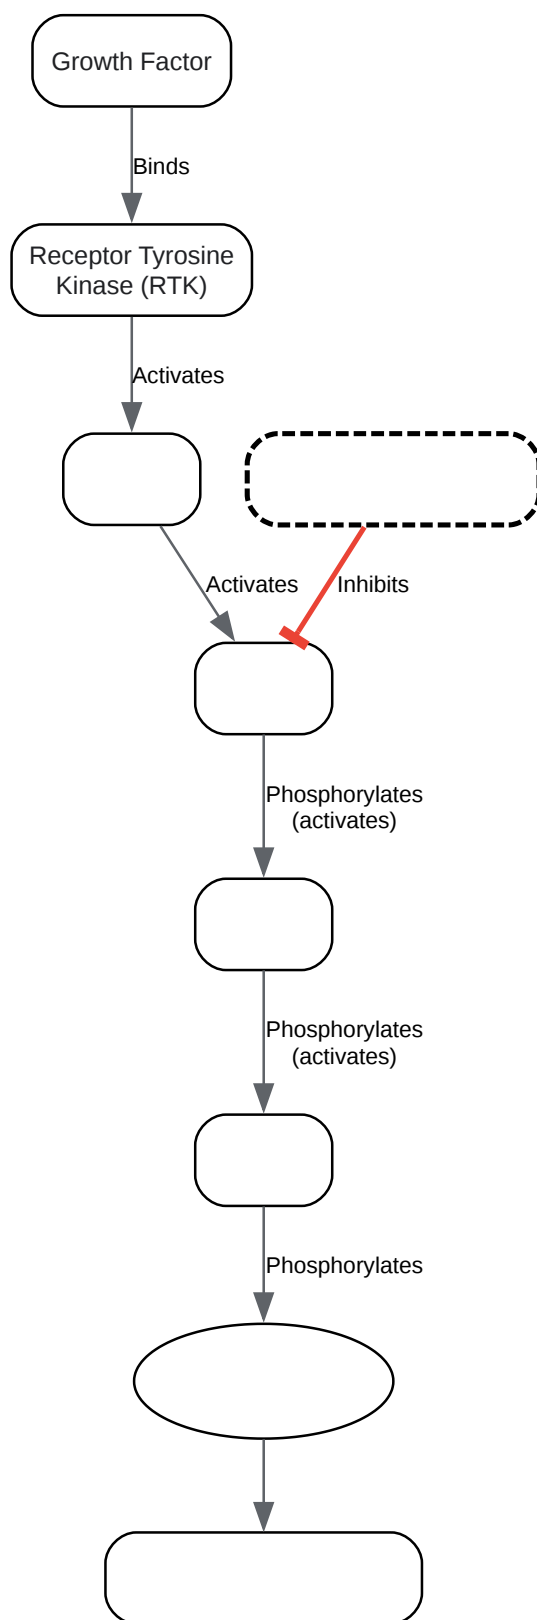 Growth Factor
Binds
Receptor Tyrosine
Kinase (RTK)
Activates
Activates
Inhibits
Phosphorylates
(activates)
Phosphorylates
(activates)
Phosphorylates